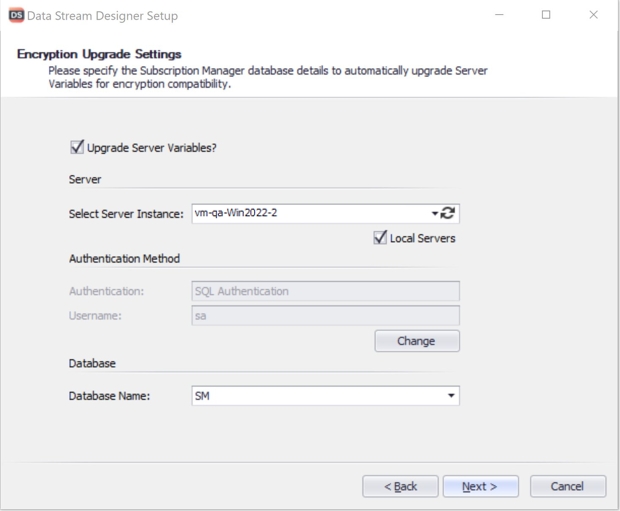 DS Data Stream Designer Setup
Encryption Upgrade Settings
Please specify the Subscription Manager database details to automatically upgrade Server
Variables for encryption compatibility.
Upgrade Server Variables?
Server
Select Server Instance: vm-qa-Win2022-2
Local Servers
Authentication Method
Authentication: SQL Authentication
Username: sa
Change
Database
Database Name: SM
< Back Next > Cancel